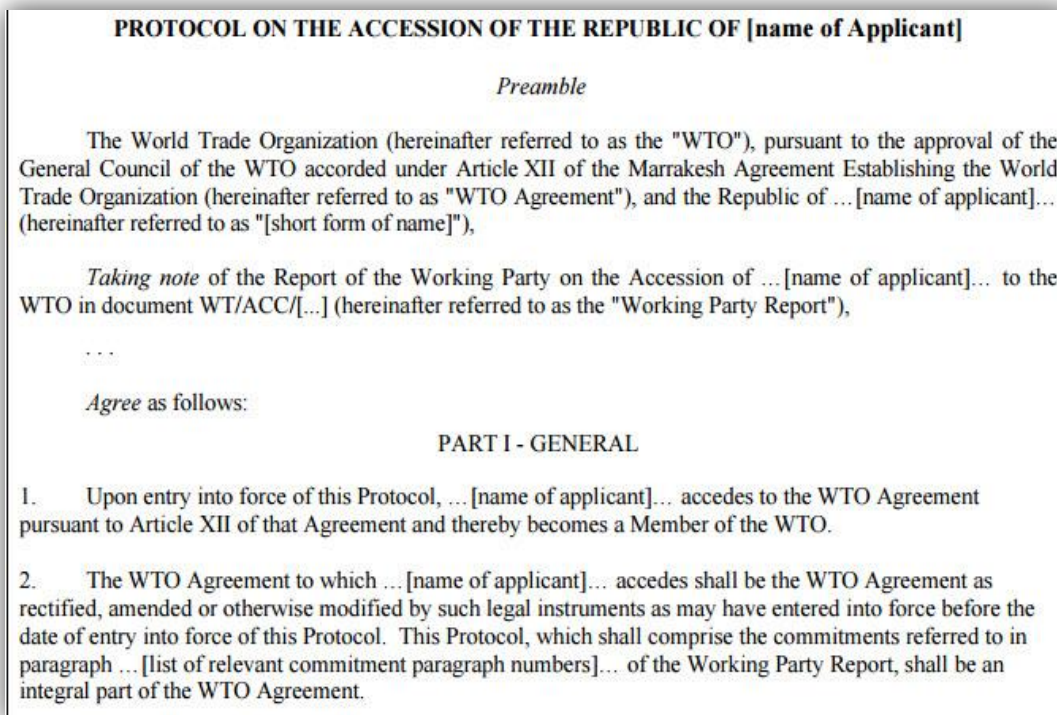 PROTOCOL ON THE ACCESSION OF THE REPUBLIC OF [name of Applicant]
Preamble
The World Trade Organization (hereinafter referred to as the "WTO"), pursuant to the approval of the
General Council of the WTO accorded under Article XII of the Marrakesh Agreement Establishing the World
Trade Organization (hereinafter referred to as "WTO Agreement"), and the Republic of …[name of applicant]…
(hereinafter referred to as "[short form of name]"),
Taking note of the Report of the Working Party on the Accession of …[name of applicant]… to the
WTO in document WT/ACC/[...] (hereinafter referred to as the "Working Party Report"),
. . .
Agree as follows:
PART I - GENERAL
1. Upon entry into force of this Protocol, …[name of applicant]… accedes to the WTO Agreement
pursuant to Article XII of that Agreement and thereby becomes a Member of the WTO.
2. The WTO Agreement to which …[name of applicant]… accedes shall be the WTO Agreement as
rectified, amended or otherwise modified by such legal instruments as may have entered into force before the
date of entry into force of this Protocol. This Protocol, which shall comprise the commitments referred to in
paragraph …[list of relevant commitment paragraph numbers]… of the Working Party Report, shall be an
integral part of the WTO Agreement.